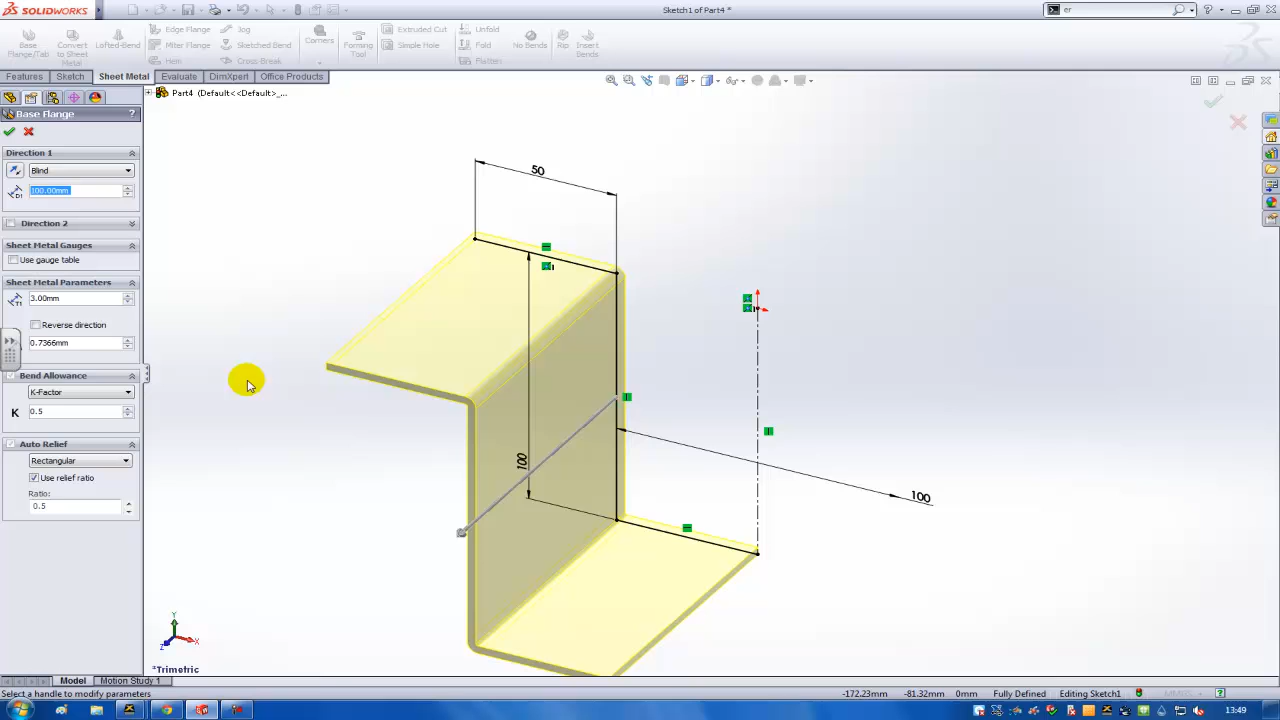 SOLIDWORKS
Sketch1 of Part4 *
er
Base Flange/Tab
Convert to Sheet Metal
Lofted-Bend
Edge Flange
Miter Flange
Hem
Jog
Sketched Bend
Cross-Break
Corners
Forming Tool
Extruded Cut
Simple Hole
Unfold
Fold
Flatten
No Bends
Rip
Insert Bends
Features
Sketch
Sheet Metal
Evaluate
DimXpert
Office Products
Part4 (Default<<Default>_...
Base Flange
?
Direction 1
Blind
D1
100.00mm
Direction 2
Sheet Metal Gauges
Use gauge table
Sheet Metal Parameters
T1
3.00mm
Reverse direction
0.7366mm
Bend Allowance
K-Factor
K
0.5
Auto Relief
Rectangular
Use relief ratio
Ratio:
0.5
50
100
100
Y
X
Z
*Trimetric
Model
Motion Study 1
Select a handle to modify parameters
-172.23mm
-81.32mm
0mm
Fully Defined
Editing Sketch1
MMGS
13:49